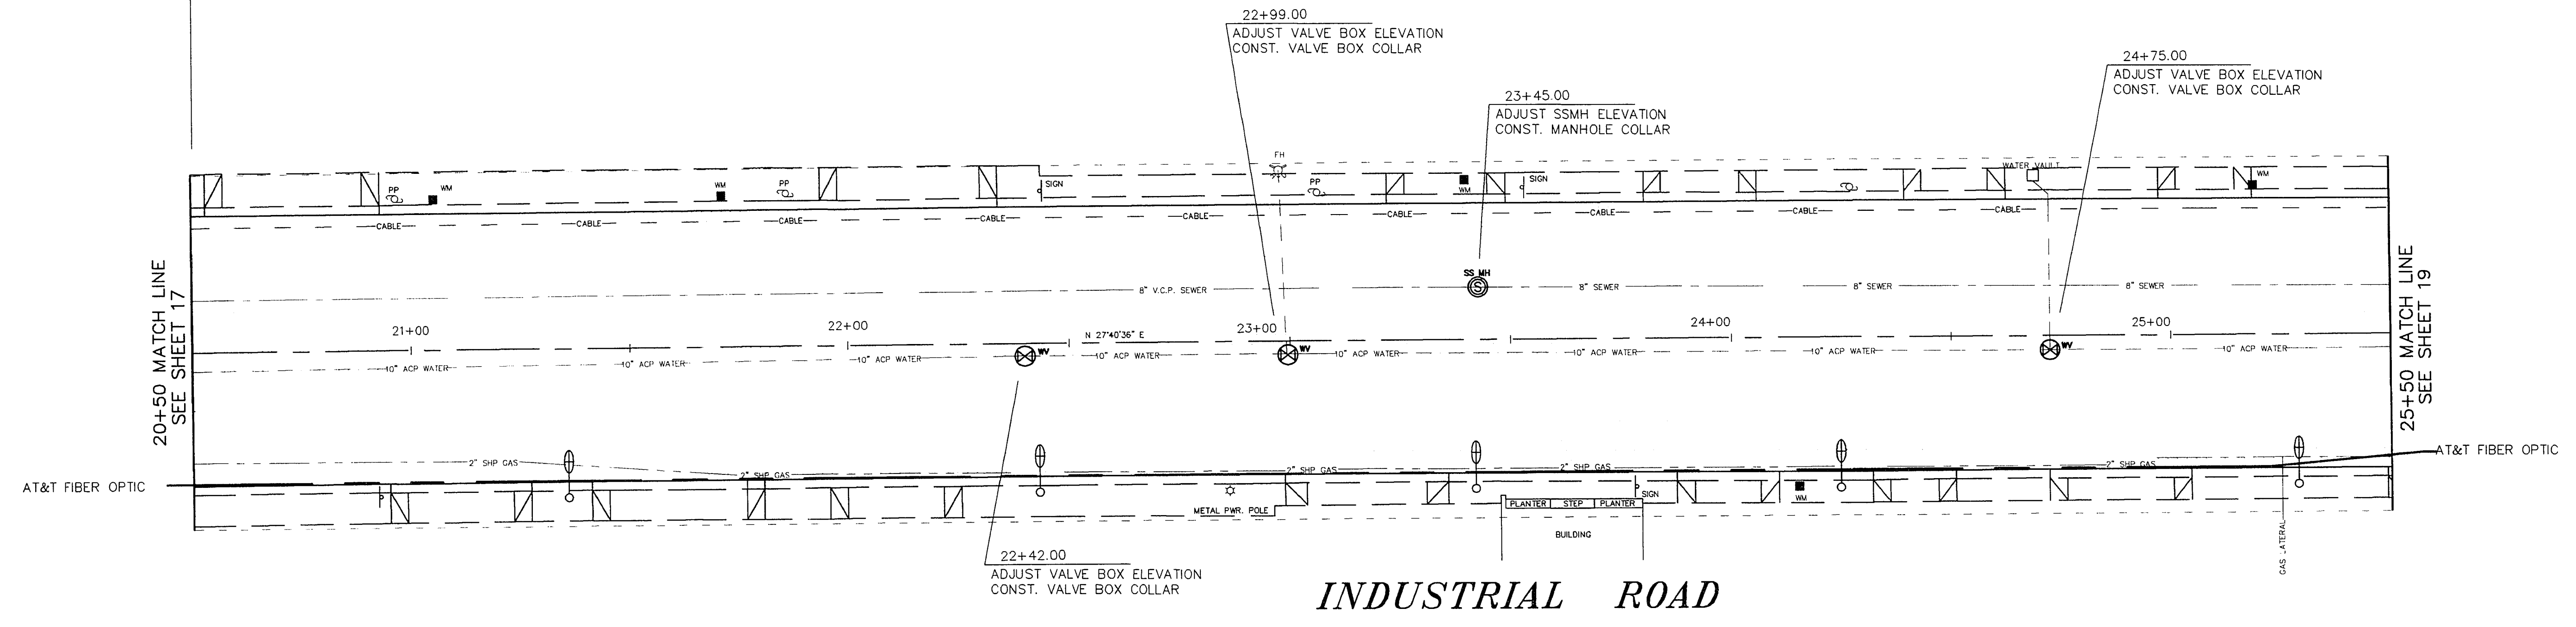 22+99.00
ADJUST VALVE BOX ELEVATION
CONST. VALVE BOX COLLAR
24+75.00
ADJUST VALVE BOX ELEVATION
CONST. VALVE BOX COLLAR
23+45.00
ADJUST SSMH ELEVATION
CONST. MANHOLE COLLAR
FH
WATER VAULT
PP
WM
WM
PP
SIGN
PP
WM
SIGN
WM
CABLE
CABLE
CABLE
CABLE
CABLE
CABLE
CABLE
CABLE
CABLE
20+50 MATCH LINE
SEE SHEET 17
25+50 MATCH LINE
SEE SHEET 19
SS MH
8" V.C.P. SEWER
8" SEWER
8" SEWER
8" SEWER
21+00
22+00
N 27°40'36" E
23+00
24+00
25+00
10" ACP WATER
10" ACP WATER
10" ACP WATER
WV
10" ACP WATER
WV
10" ACP WATER
10" ACP WATER
10" ACP WATER
WV
10" ACP WATER
AT&T FIBER OPTIC
2" SHP GAS
2" SHP GAS
2" SHP GAS
2" SHP GAS
2" SHP GAS
AT&T FIBER OPTIC
METAL PWR. POLE
SIGN
WM
PLANTER
STEP
PLANTER
BUILDING
GAS LATERAL
22+42.00
ADJUST VALVE BOX ELEVATION
CONST. VALVE BOX COLLAR
INDUSTRIAL ROAD